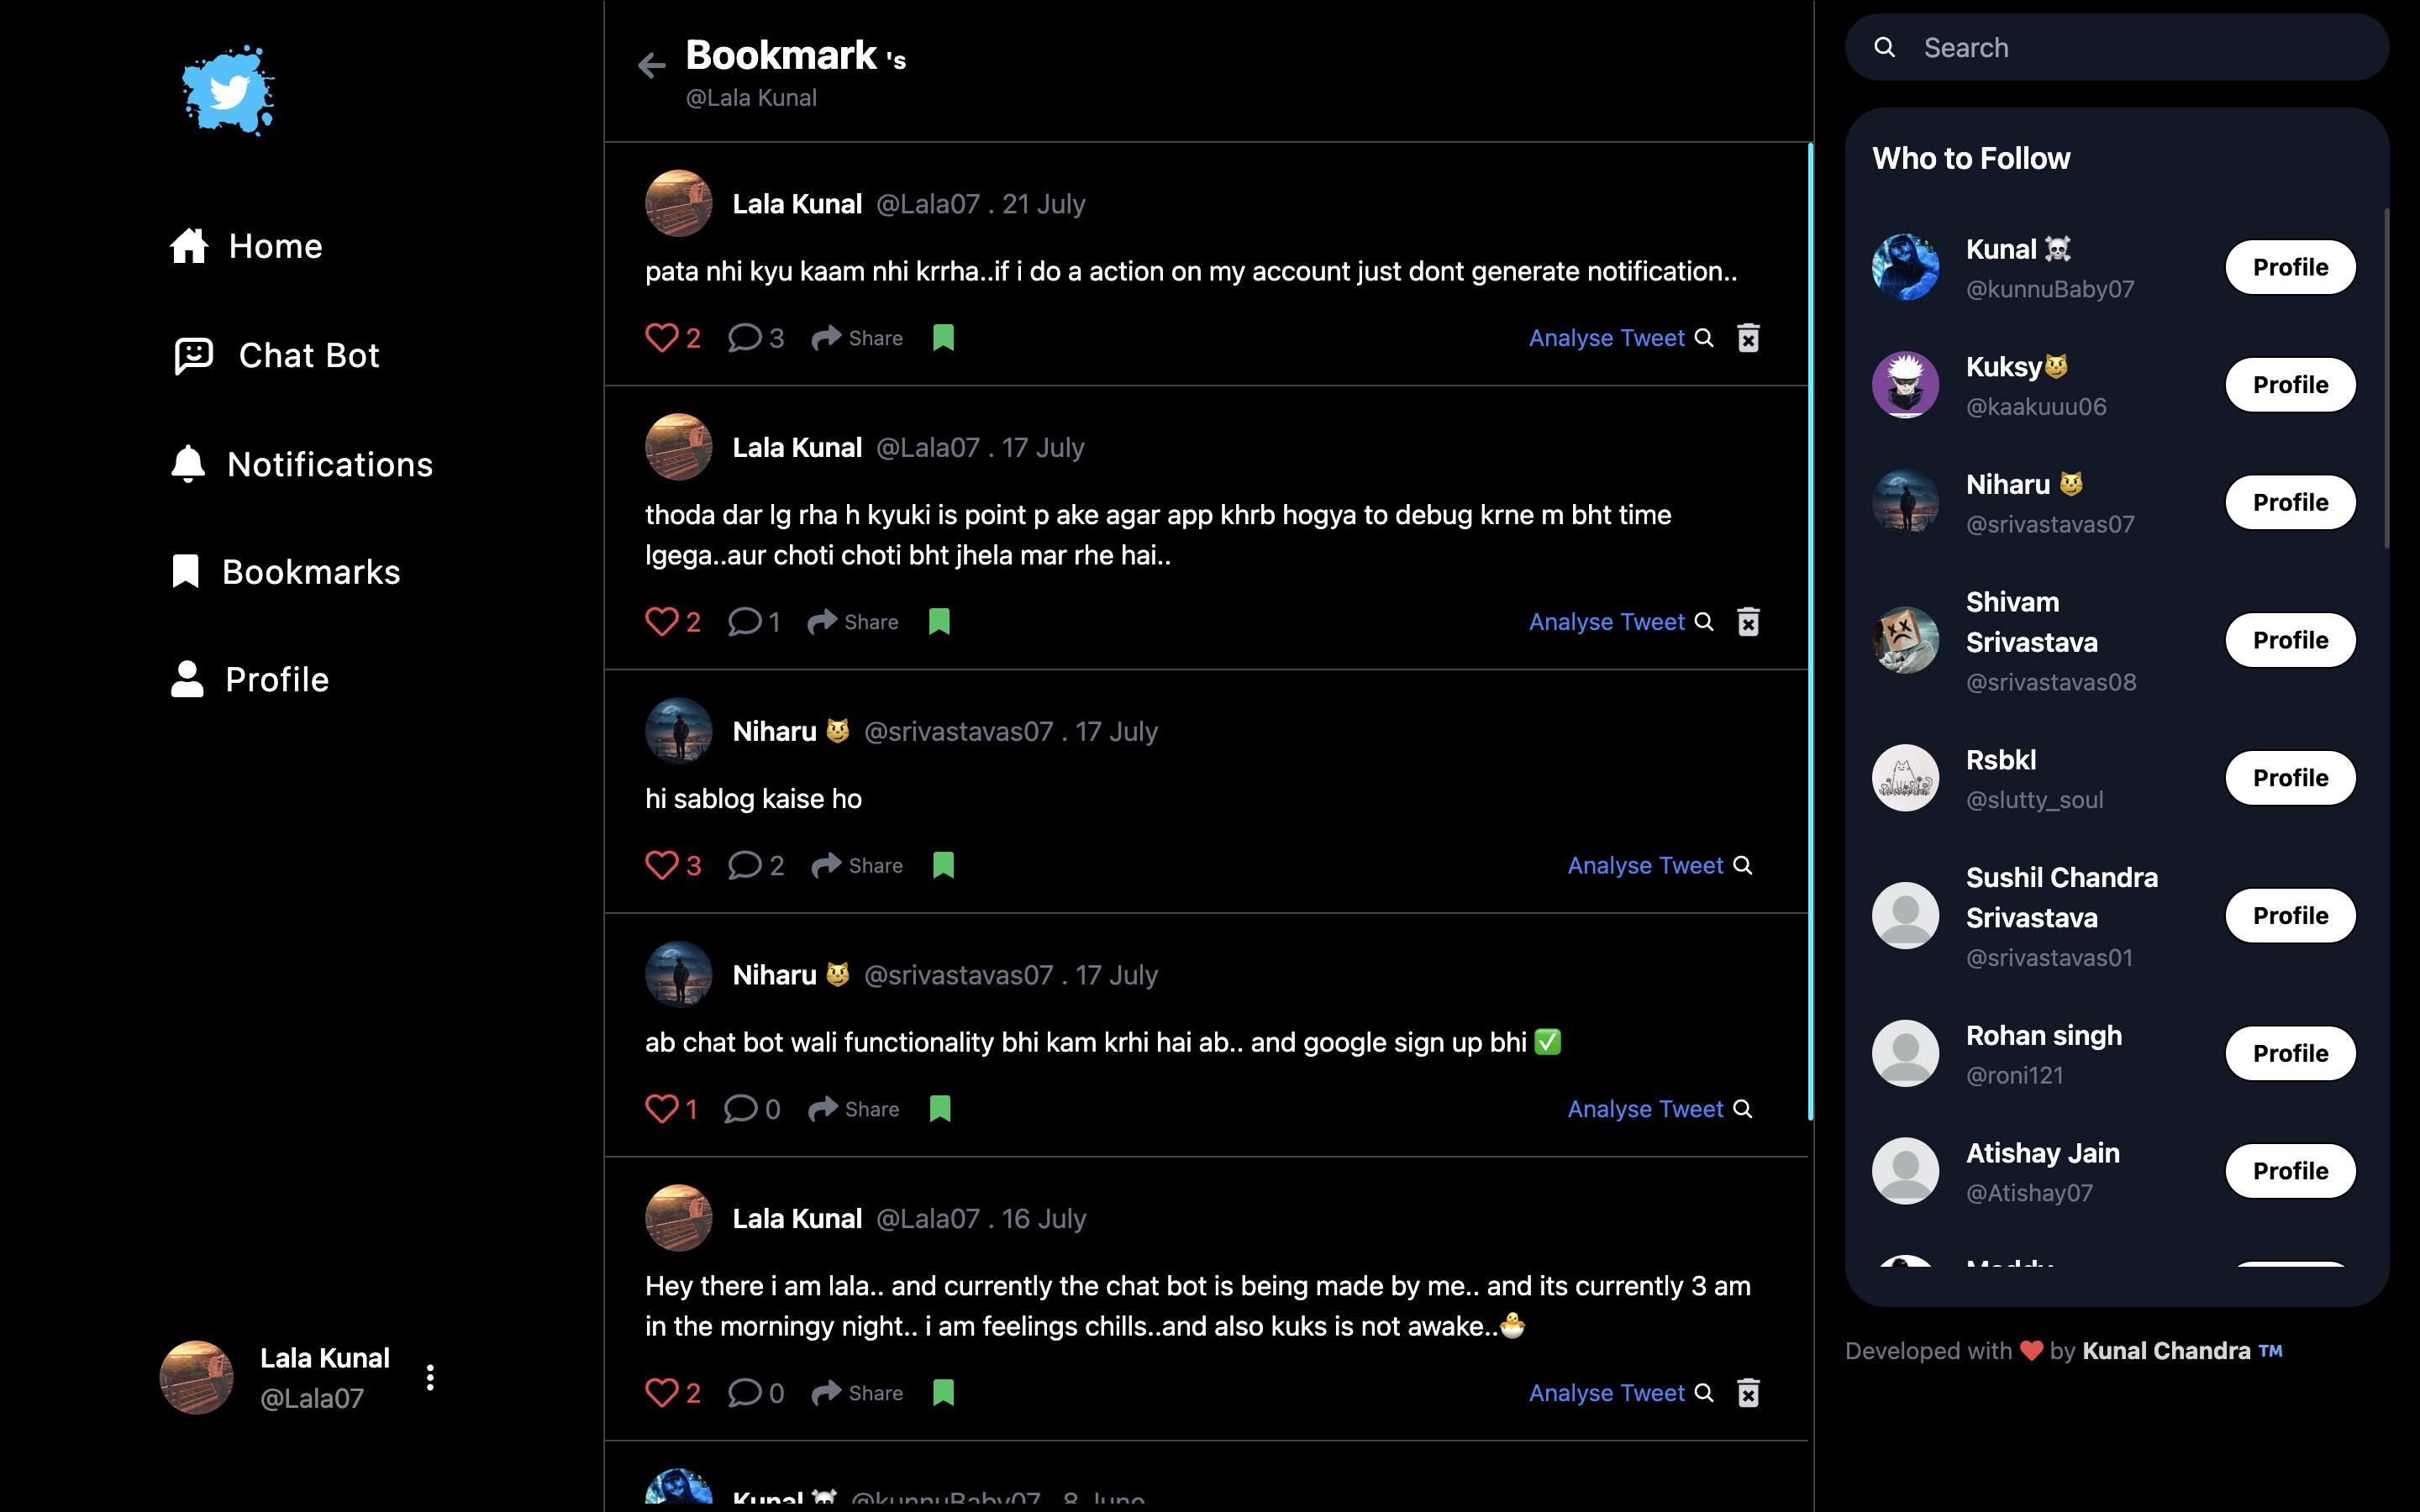 Home
Chat Bot
Notifications
Bookmarks
Profile
Lala Kunal
@Lala07
Bookmark 's
@Lala Kunal
Lala Kunal @Lala07 . 21 July
pata nhi kyu kaam nhi krrha..if i do a action on my account just dont generate notification..
2 3 Share Analyse Tweet
Lala Kunal @Lala07 . 17 July
thoda dar lg rha h kyuki is point p ake agar app khrb hogya to debug krne m bht time
lgega..aur choti choti bht jhela mar rhe hai..
2 1 Share Analyse Tweet
Niharu 😼 @srivastavas07 . 17 July
hi sablog kaise ho
3 2 Share Analyse Tweet
Niharu 😼 @srivastavas07 . 17 July
ab chat bot wali functionality bhi kam krhi hai ab.. and google sign up bhi ✅
1 0 Share Analyse Tweet
Lala Kunal @Lala07 . 16 July
Hey there i am lala.. and currently the chat bot is being made by me.. and its currently 3 am
in the morningy night.. i am feelings chills..and also kuks is not awake..🐣
2 0 Share Analyse Tweet
Kunal ☠️ @kunnuBaby07 . 8 June
Search
Who to Follow
Kunal ☠️
@kunnuBaby07
Profile
Kuksy😼
@kaakuuu06
Profile
Niharu 😼
@srivastavas07
Profile
Shivam
Srivastava
@srivastavas08
Profile
Rsbkl
@slutty_soul
Profile
Sushil Chandra
Srivastava
@srivastavas01
Profile
Rohan singh
@roni121
Profile
Atishay Jain
@Atishay07
Profile
Developed with ❤️ by Kunal Chandra ™